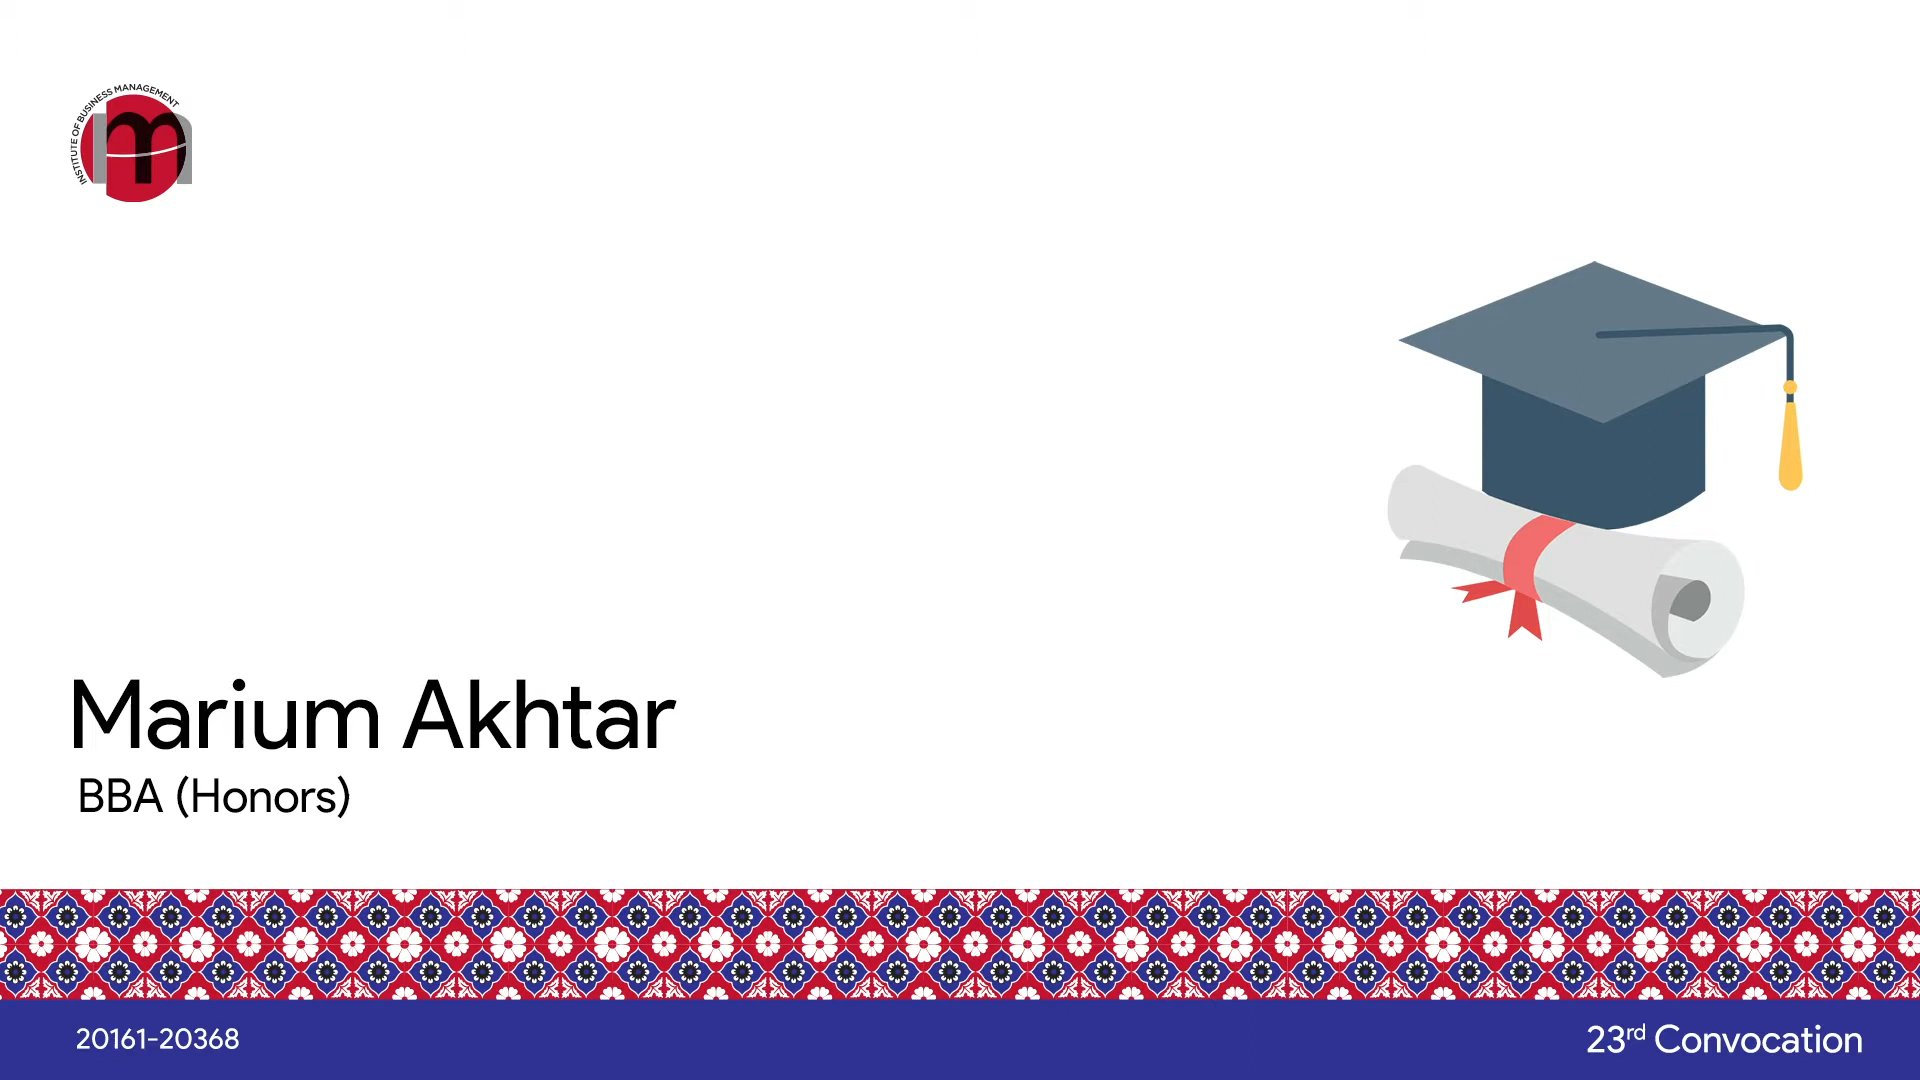 INSTITUTE OF BUSINESS MANAGEMENT
m
Marium Akhtar
BBA (Honors)
20161-20368
23rd Convocation